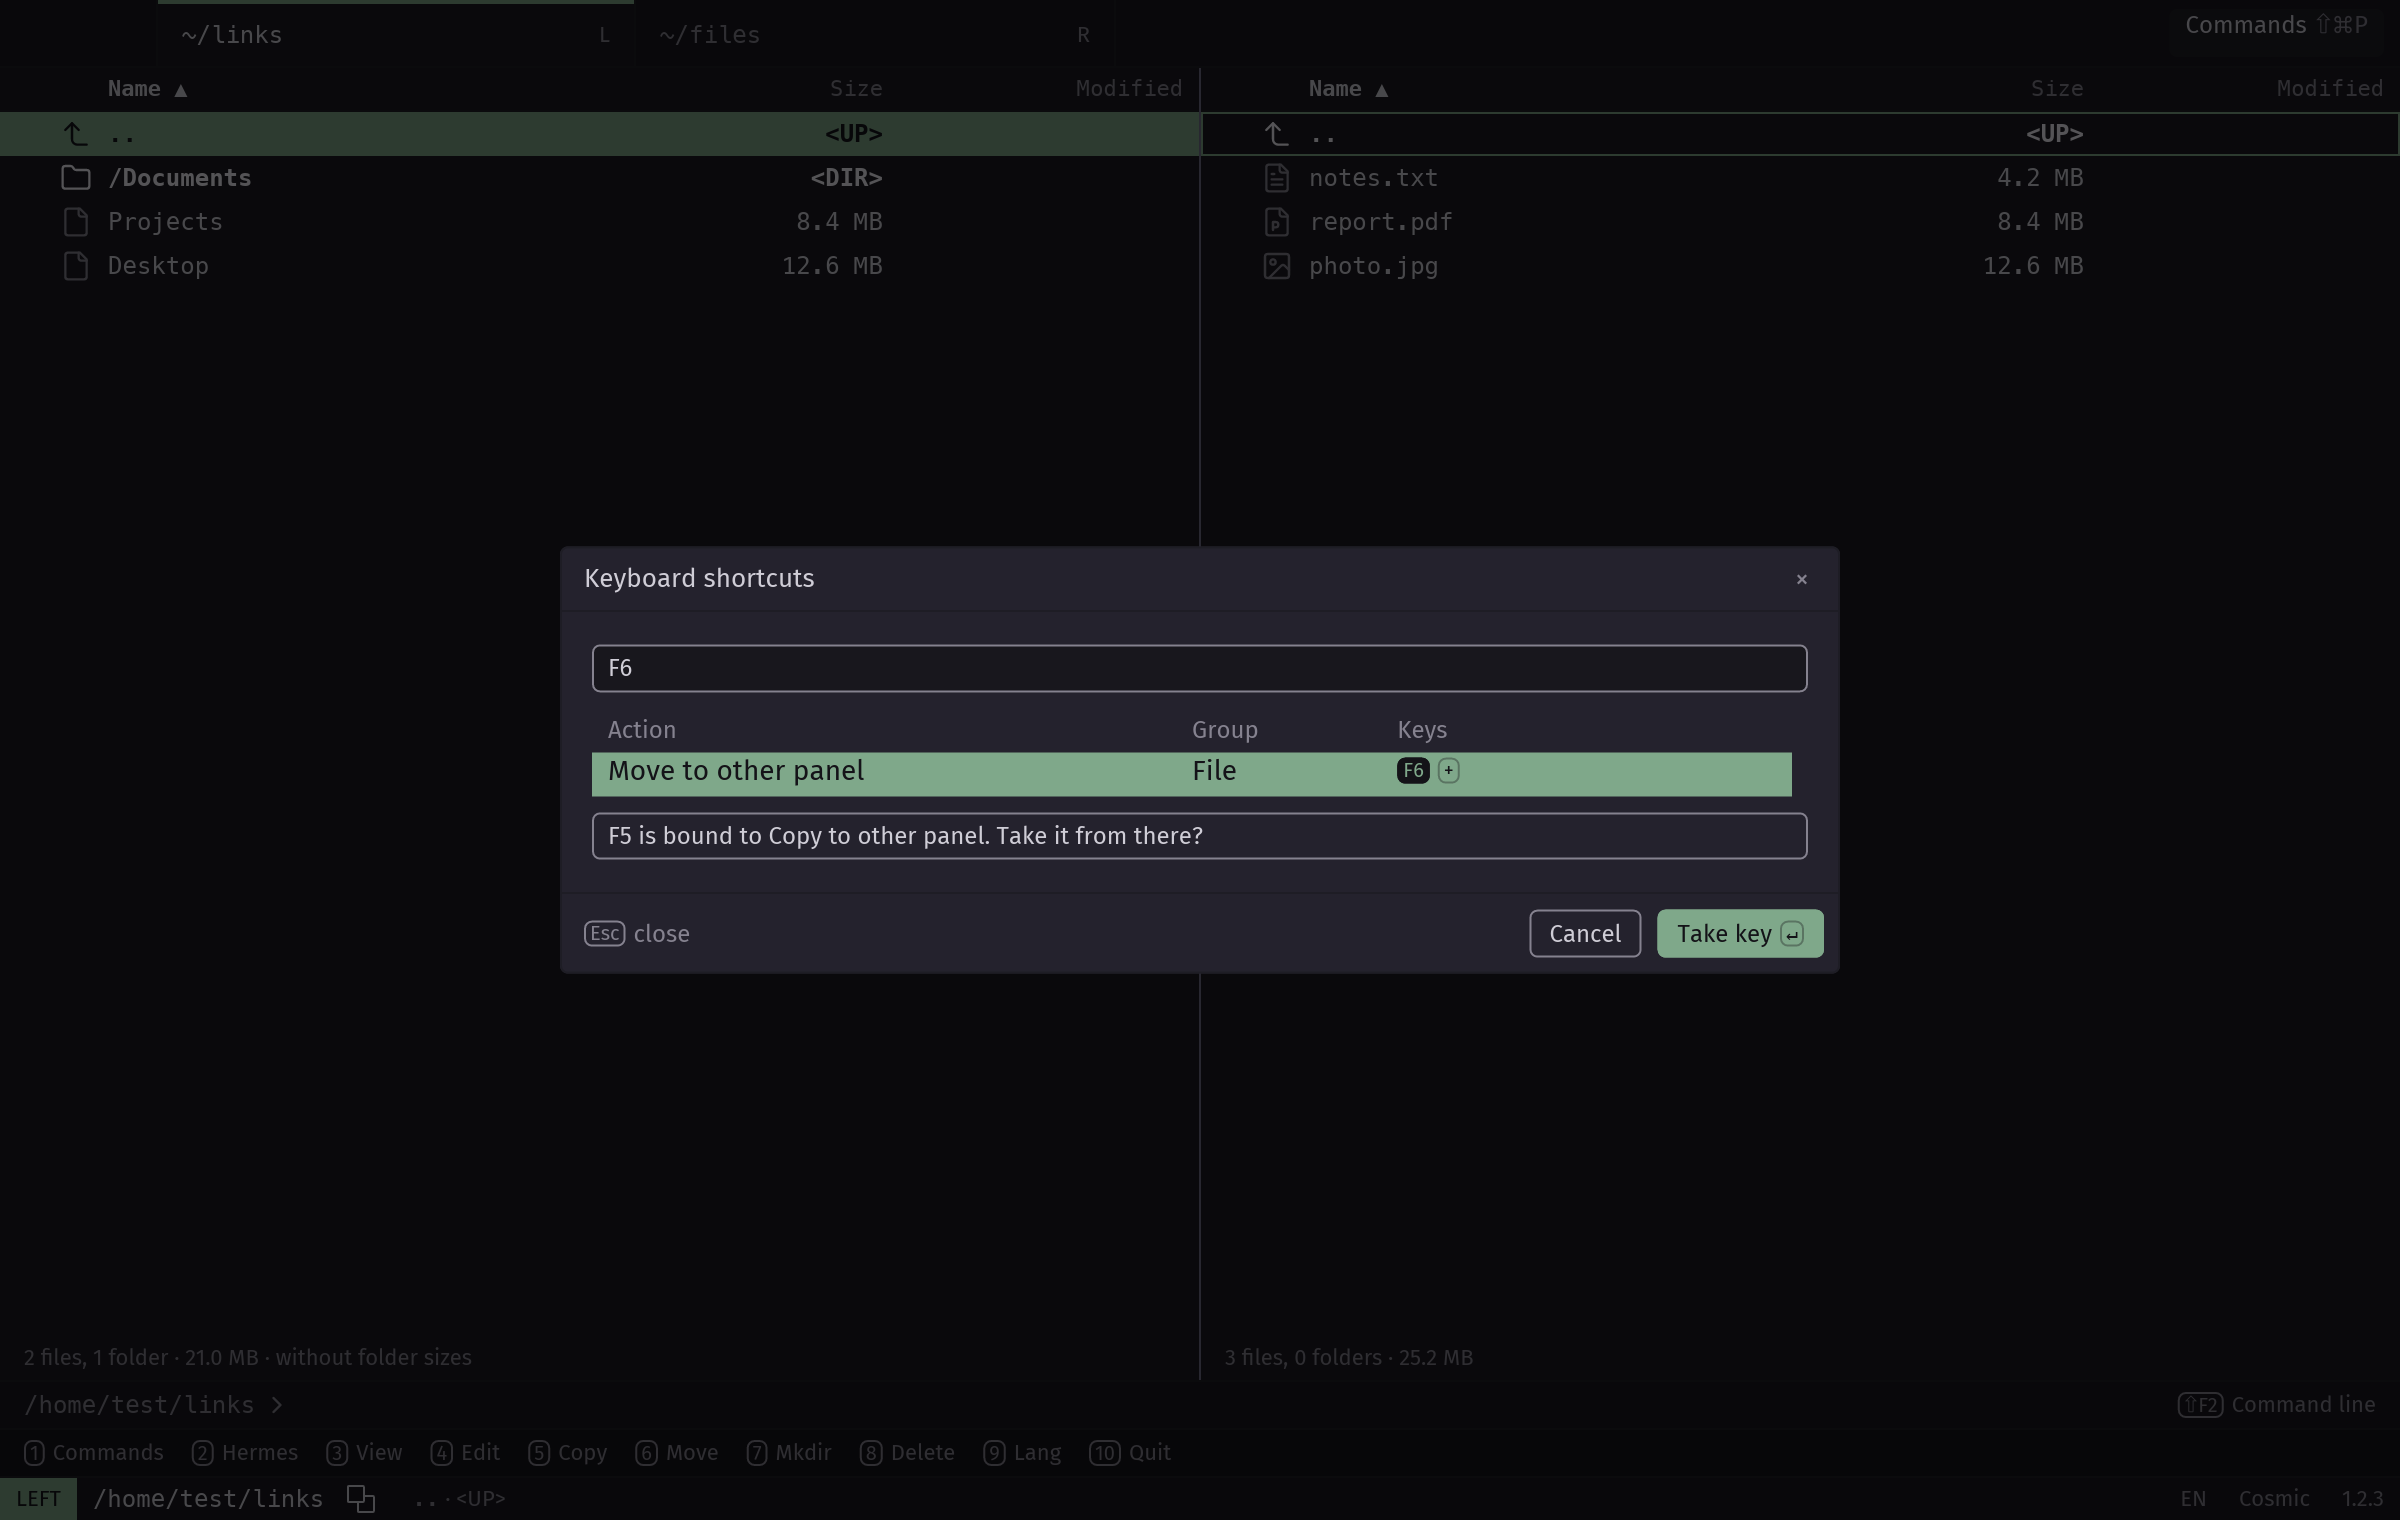 ~/links L ~/files R Commands ⇧⌘P
Name ▲ Size Modified Name ▲ Size Modified
.. <UP> .. <UP>
/Documents <DIR> notes.txt 4.2 MB
Projects 8.4 MB report.pdf 8.4 MB
Desktop 12.6 MB photo.jpg 12.6 MB
Keyboard shortcuts ×
F6
Action Group Keys
Move to other panel File F6 +
F5 is bound to Copy to other panel. Take it from there?
Esc close Cancel Take key ↵
2 files, 1 folder · 21.0 MB · without folder sizes 3 files, 0 folders · 25.2 MB
/home/test/links > ⇧F2 Command line
1 Commands 2 Hermes 3 View 4 Edit 5 Copy 6 Move 7 Mkdir 8 Delete 9 Lang 10 Quit
LEFT /home/test/links .. · <UP> EN Cosmic 1.2.3